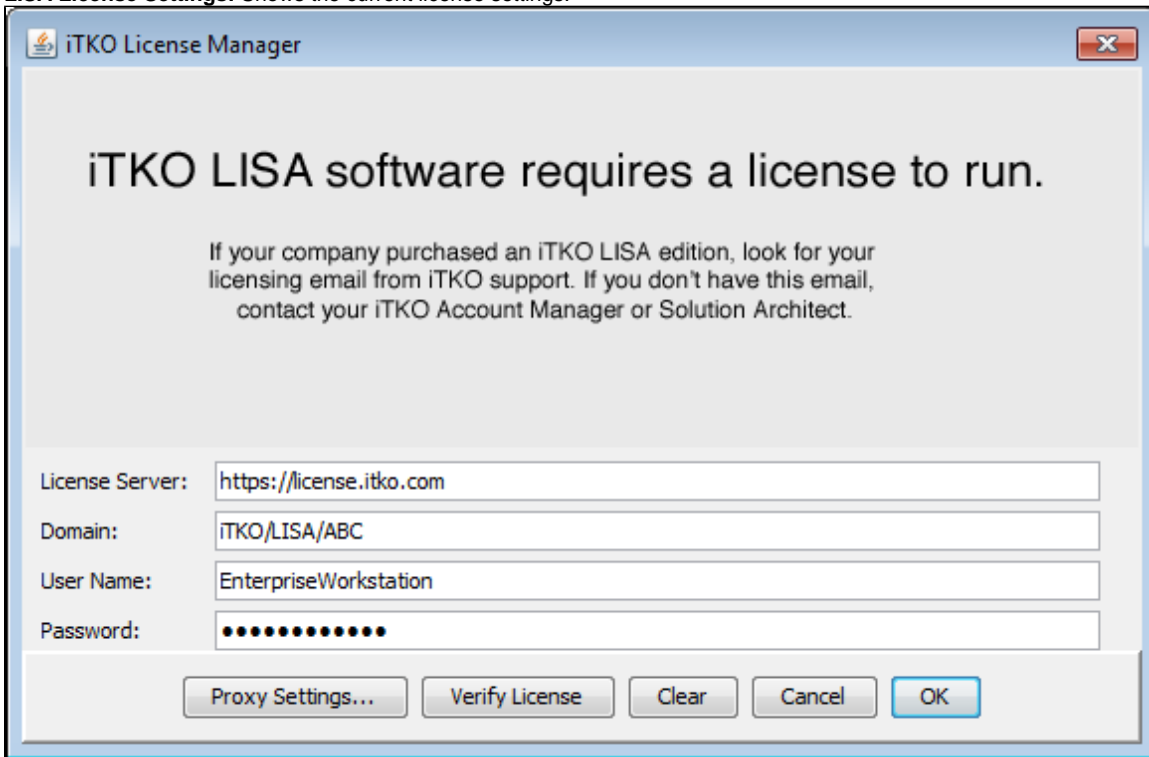 LISA License Settings: Shows the current license settings.
iTKO License Manager
iTKO LISA software requires a license to run.
If your company purchased an iTKO LISA edition, look for your
licensing email from iTKO support. If you don't have this email,
contact your iTKO Account Manager or Solution Architect.
License Server: https://license.itko.com
Domain: iTKO/LISA/ABC
User Name: EnterpriseWorkstation
Password: ●●●●●●●●●●●●
Proxy Settings... Verify License Clear Cancel OK